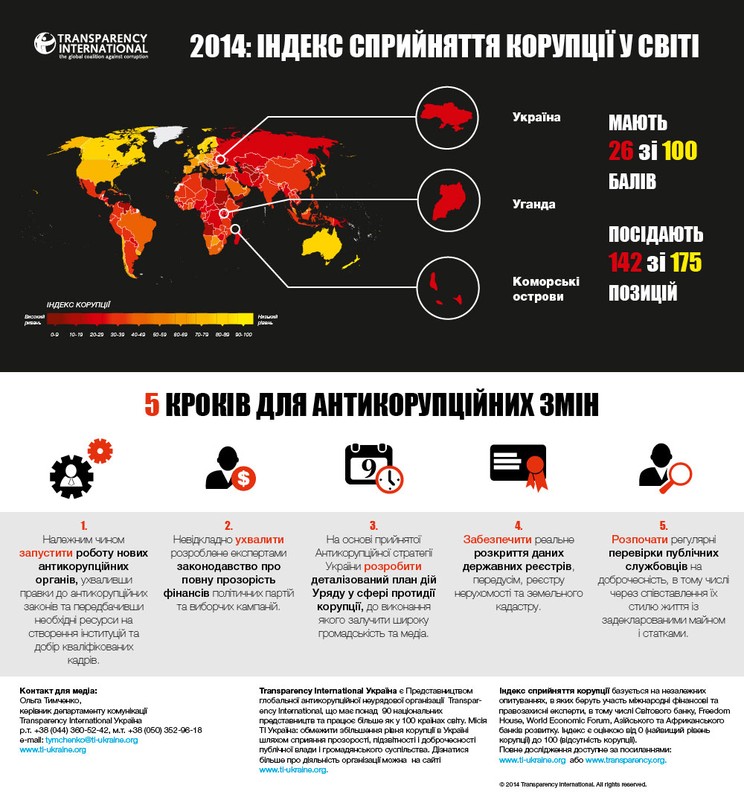 TRANSPARENCY
INTERNATIONAL
the global coalition against corruption
2014: ІНДЕКС СПРИЙНЯТТЯ КОРУПЦІЇ У СВІТІ
Україна
Уганда
Коморські
острови
МАЮТЬ
26 зі 100
БАЛІВ
ПОСІДАЮТЬ
142 зі 175
ПОЗИЦІЙ
ІНДЕКС КОРУПЦІЇ
Високий
рівень
Низький
рівень
0-9 10-19 20-29 30-39 40-49 50-59 60-69 70-79 80-89 90-100
5 КРОКІВ ДЛЯ АНТИКОРУПЦІЙНИХ ЗМІН
9
$
1.
Належним чином
запустити роботу нових
антикорупційних
органів, ухваливши
правки до антикорупційних
законів та передбачивши
необхідні ресурси на
створення інституцій та
добір кваліфікованих
кадрів.
2.
Невідкладно ухвалити
розроблене експертами
законодавство про
повну прозорість
фінансів політичних партій
та виборчих кампаній.
3.
На основі прийнятої
Антикорупційної стратегії
України розробити
деталізований план дій
Уряду у сфері протидії
корупції, до виконання
якого залучити широку
громадськість та медіа.
4.
Забезпечити реальне
розкриття даних
державних реєстрів,
передусім, реєстру
нерухомості та земельного
кадастру.
5.
Розпочати регулярні
перевірки публічних
службовців на
доброчесність, в тому числі
через співставлення їх
стилю життя із
задекларованими майном
і статками.
Контакт для медіа:
Ольга Тимченко,
керівник департаменту комунікації
Transparency International Україна
р.т. +38 (044) 360-52-42, м.т. +38 (050) 352-96-18
e-mail: tymchenko@ti-ukraine.org
www.ti-ukraine.org
Transparency International Україна є Представництвом
глобальної антикорупційної неурядової організації Transpar-
ency International, що має понад 90 національних
представництв та працює більше як у 100 країнах світу. Місія
ТІ Україна: обмежити збільшення рівня корупції в Україні
шляхом сприяння прозорості, підзвітності і доброчесності
публічної влади і громадянського суспільства. Дізнатися
більше про діяльність організації можна на сайті
www.ti-ukraine.org.
Індекс сприйняття корупції базується на незалежних
опитуваннях, в яких беруть участь міжнародні фінансові та
правозахисні експерти, в тому числі Світового банку, Freedom
House, World Economic Forum, Азійського та Африканського
банків розвитку. Індекс є оцінкою від 0 (найвищий рівень
корупції) до 100 (відсутність корупції).
Повне дослідження доступне за посиланнями:
www.ti-ukraine.org або www.transparency.org.
© 2014 Transparency International. All rights reserved.